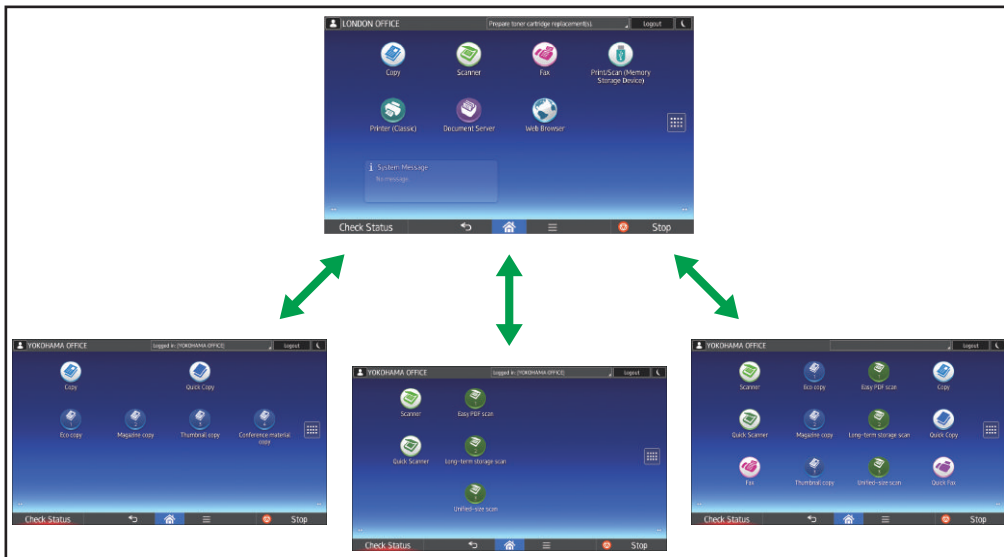 LONDON OFFICE Prepare toner cartridge replacement(s). Logout
Copy Scanner Fax Print/Scan (Memory
Storage Device)
Printer (Classic) Document Server Web Browser
System Message
No message.
Check Status Stop
YOKOHAMA OFFICE Logged in: [YOKOHAMA OFFICE] Logout
Copy Quick Copy
Eco copy Magazine copy Thumbnail copy Conference material
copy
Check Status Stop
YOKOHAMA OFFICE Logged in: [YOKOHAMA OFFICE] Logout
Scanner Easy PDF scan
Quick Scanner Long-term storage scan
Unified-size scan
Check Status Stop
YOKOHAMA OFFICE Logout
Scanner Eco copy Easy PDF scan Copy
Quick Scanner Magazine copy Long-term storage scan Quick Copy
Fax Thumbnail copy Unified-size scan Quick Fax
Check Status Stop